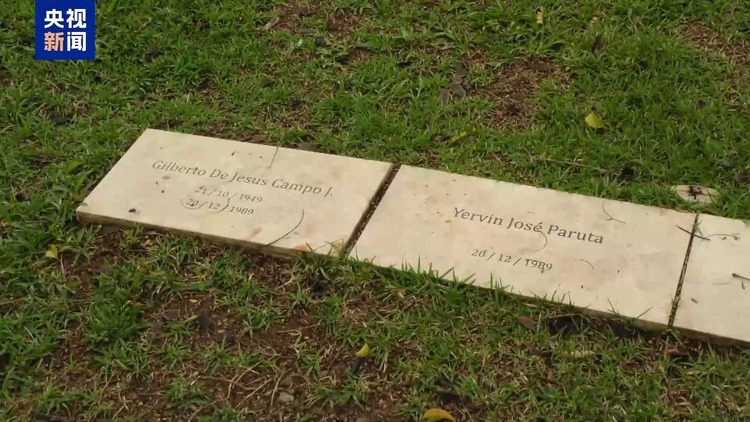 央视
新闻
Gilberto De Jesus Campo J.
21 / 10 / 1949
20 / 12 / 1989
Yervin José Paruta
20 / 12 / 1989